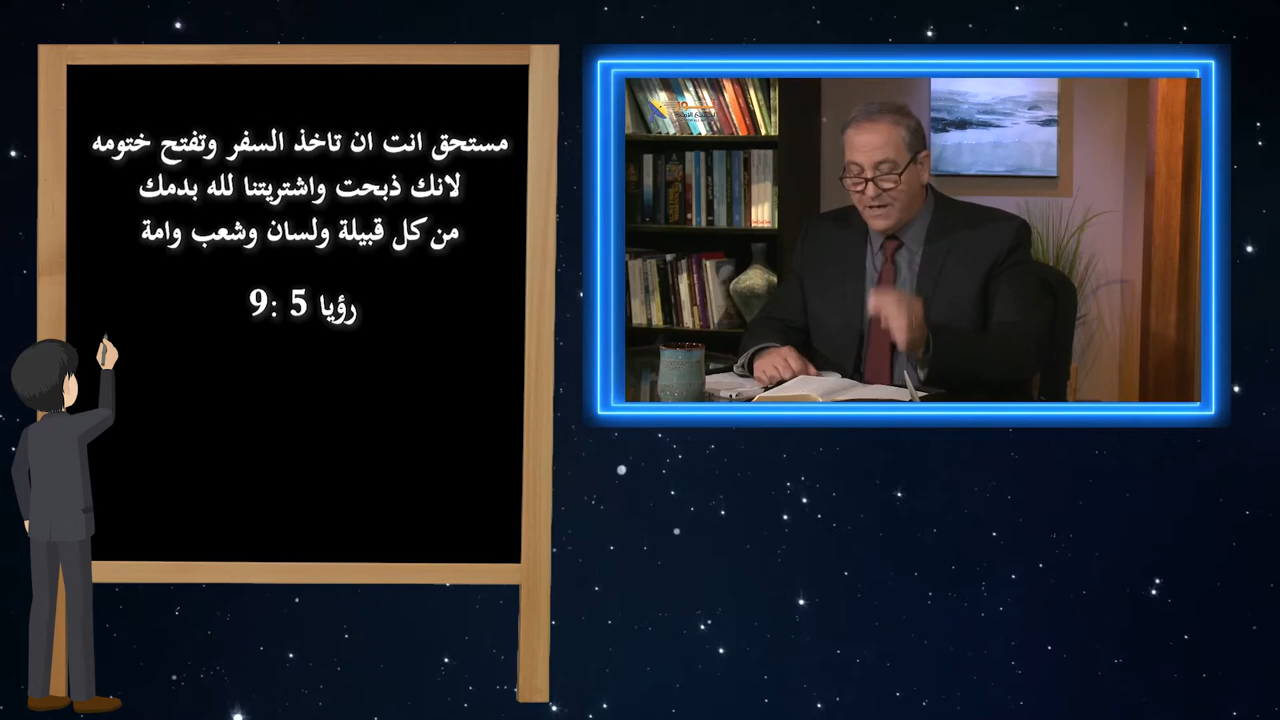 مستحق انت ان تاخذ السفر وتفتح ختومه
لانك ذبحت واشتريتنا لله بدمك
من كل قبيلة ولسان وشعب وامة
رؤيا 5 :9